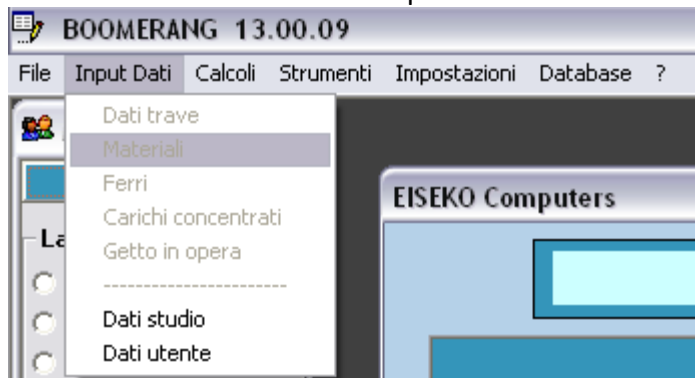 BOOMERANG 13.00.09
File Input Dati Calcoli Strumenti Impostazioni Database ?
Dati trave
Materiali
Ferri
EISEKO Computers
Carichi concentrati
Getto in opera
-----------------------
Dati studio
Dati utente